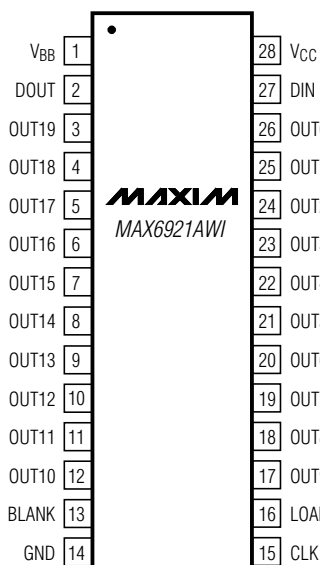 VBB 1 28 VCC
DOUT 2 27 DIN
OUT19 3 26 OUT
OUT18 4 25 OUT
OUT17 5 MAXIM 24 OUT
OUT16 6 MAX6921AWI 23 OUT
OUT15 7 22 OUT
OUT14 8 21 OUT
OUT13 9 20 OUT
OUT12 10 19 OUT
OUT11 11 18 OUT
OUT10 12 17 OUT
BLANK 13 16 LOA
GND 14 15 CLK